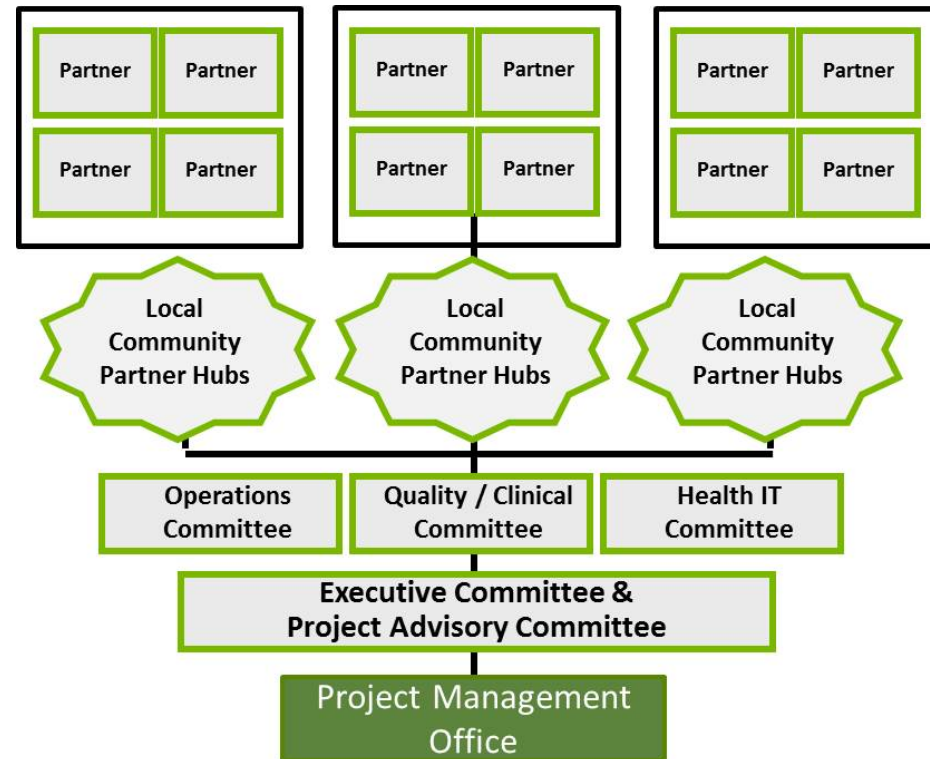 Partner Partner Partner Partner Partner Partner
Partner Partner Partner Partner Partner Partner
Local
Community
Partner Hubs
Local
Community
Partner Hubs
Local
Community
Partner Hubs
Operations
Committee
Quality / Clinical
Committee
Health IT
Committee
Executive Committee &
Project Advisory Committee
Project Management
Office